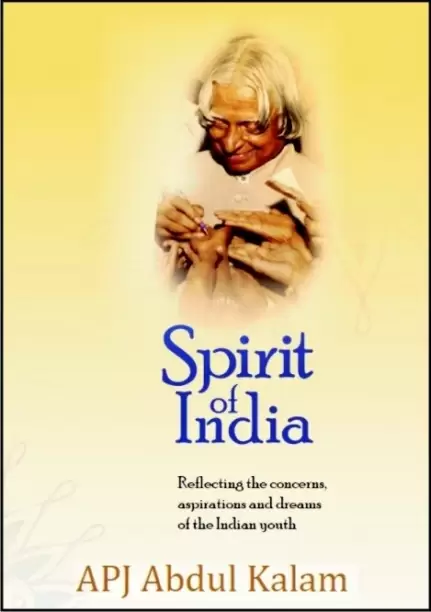 Spirit
of
India
Reflecting the concerns,
aspirations and dreams
of the Indian youth
APJ Abdul Kalam